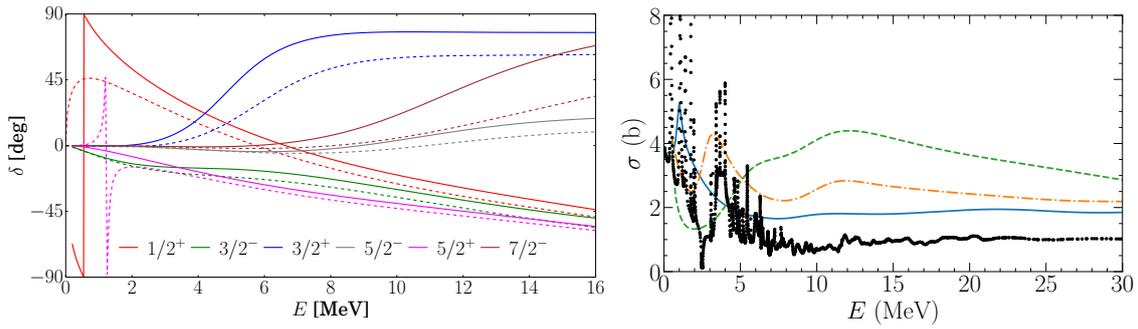 90
45
0
−45
−90
δ [deg]
1/2⁺ 3/2⁻ 3/2⁺ 5/2⁻ 5/2⁺ 7/2⁻
0 2 4 6 8 10 12 14 16
E [MeV]
8
6
4
2
0
σ (b)
0 5 10 15 20 25 30
E (MeV)